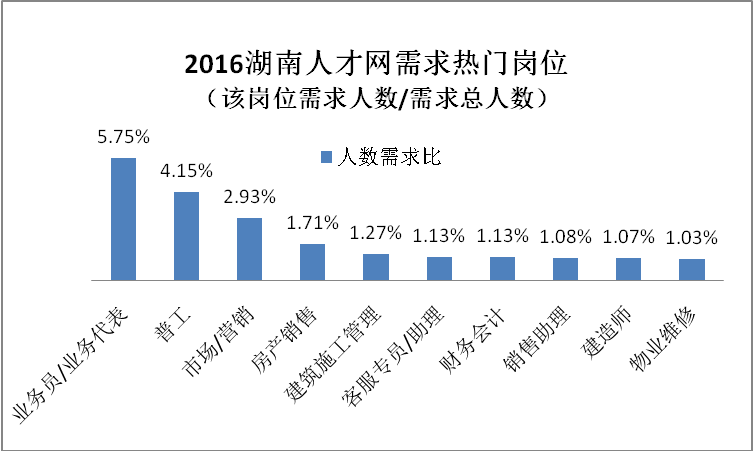 2016湖南人才网需求热门岗位
（该岗位需求人数/需求总人数）
人数需求比
5.75%
4.15%
2.93%
1.71%
1.27%
1.13%
1.13%
1.08%
1.07%
1.03%
业务员/业务代表
普工
市场/营销
房产销售
建筑施工管理
客服专员/助理
财务会计
销售助理
建造师
物业维修